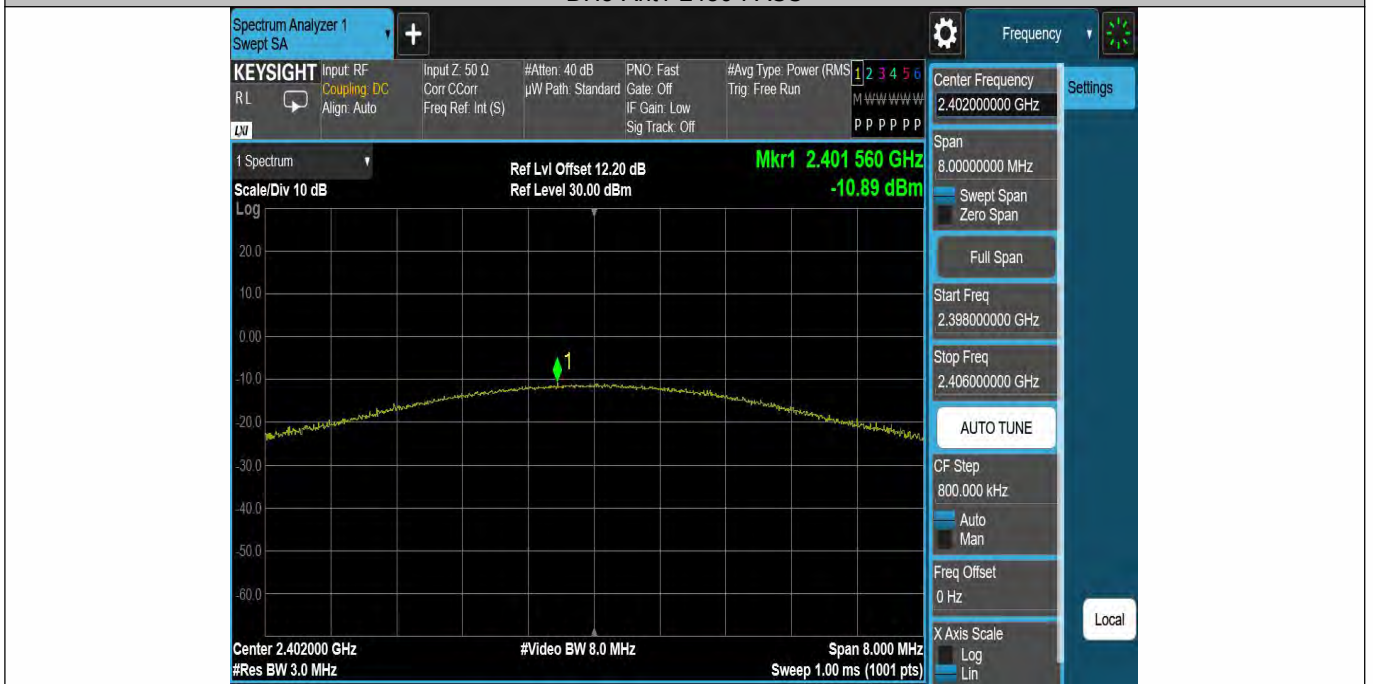 Spectrum Analyzer 1
Swept SA
+
Frequency
KEYSIGHT
RL
LXI
Input: RF
Coupling: DC
Align: Auto
Input Z: 50 Ω
Corr CCorr
Freq Ref: Int (S)
#Atten: 40 dB
µW Path: Standard
PNO: Fast
Gate: Off
IF Gain: Low
Sig Track: Off
#Avg Type: Power (RMS
Trig: Free Run
1 2 3 4 5 6
M W W W W W
P P P P P P
Center Frequency
2.402000000 GHz
Settings
1 Spectrum
Scale/Div 10 dB
Ref Lvl Offset 12.20 dB
Ref Level 30.00 dBm
Mkr1 2.401 560 GHz
-10.89 dBm
Log
20.0
10.0
0.00
-10.0
-20.0
-30.0
-40.0
-50.0
-60.0
1
Center 2.402000 GHz
#Res BW 3.0 MHz
#Video BW 8.0 MHz
Span 8.000 MHz
Sweep 1.00 ms (1001 pts)
Span
8.00000000 MHz
Swept Span
Zero Span
Full Span
Start Freq
2.398000000 GHz
Stop Freq
2.406000000 GHz
AUTO TUNE
CF Step
800.000 kHz
Auto
Man
Freq Offset
0 Hz
X Axis Scale
Log
Lin
Local